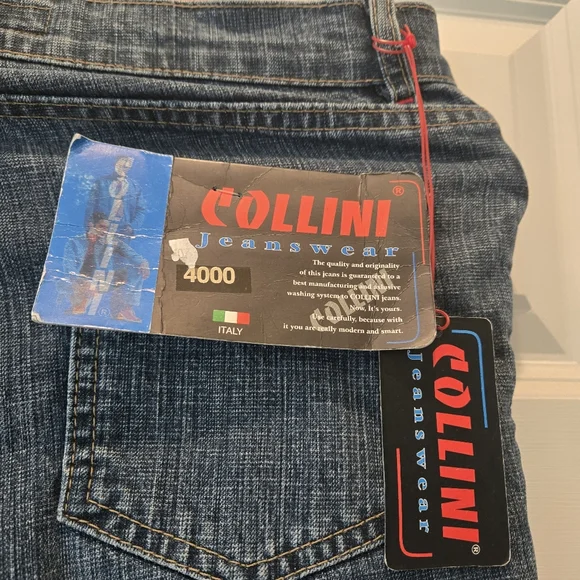 COLLINI
COLLINI ®
Jeanswear
4000
ITALY
The quality and originality
of this jeans is guaranteed to a
best manufacturing and
washing system to COLLINI jeans.
Now, It's yours.
Use carefully, because with
it you are really modern and smart.
COLLINI
COLLINI ®
Jeanswear